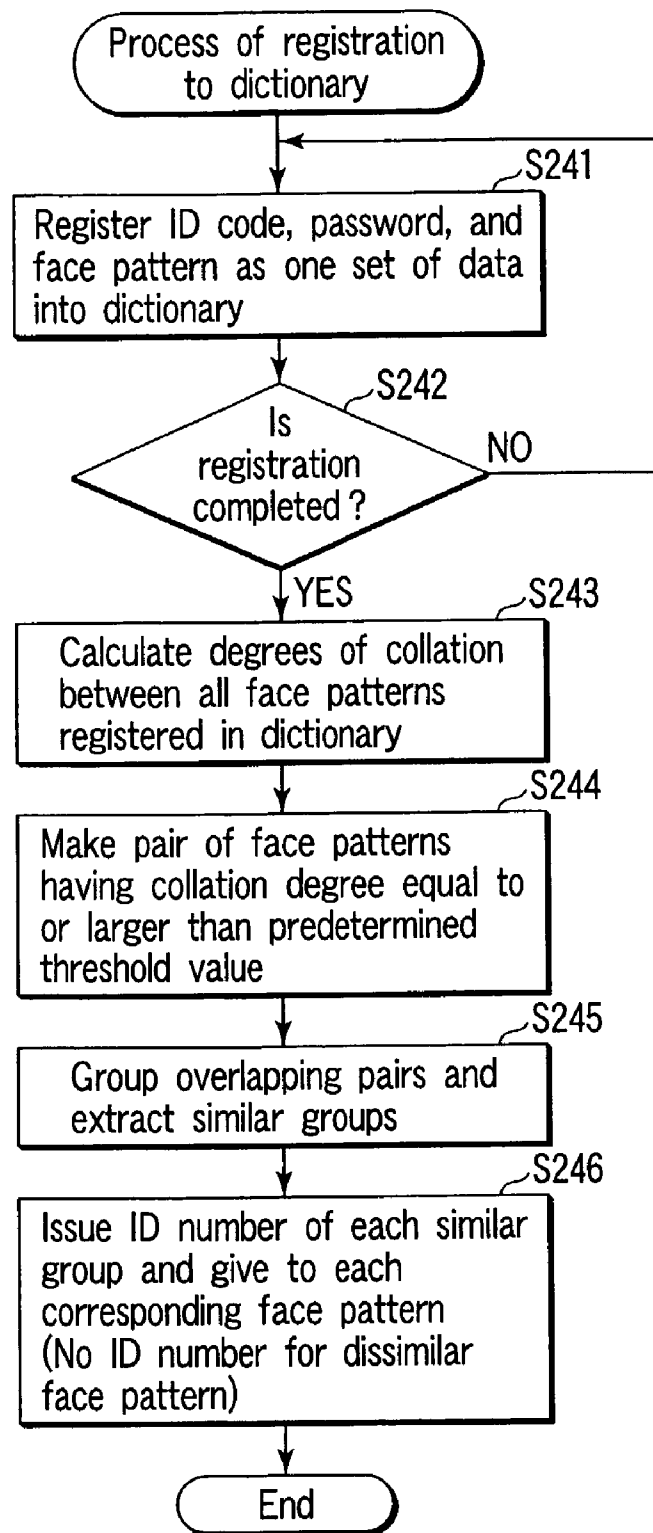 Process of registration
to dictionary
S241
Register ID code, password, and
face pattern as one set of data
into dictionary
S242
Is
registration
completed?
NO
YES
S243
Calculate degrees of collation
between all face patterns
registered in dictionary
S244
Make pair of face patterns
having collation degree equal to
or larger than predetermined
threshold value
S245
Group overlapping pairs and
extract similar groups
S246
Issue ID number of each similar
group and give to each
corresponding face pattern
(No ID number for dissimilar
face pattern)
End